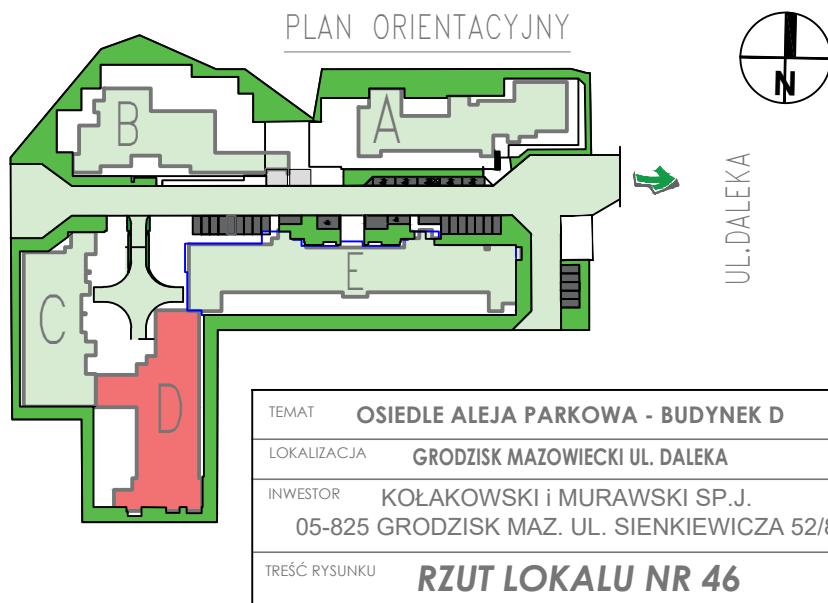 PLAN ORIENTACYJNY
N
B
A
UL.DALEKA
E
C
D
TEMAT OSIEDLE ALEJA PARKOWA - BUDYNEK D
LOKALIZACJA GRODZISK MAZOWIECKI UL. DALEKA
INWESTOR KOŁAKOWSKI i MURAWSKI SP.J.
05-825 GRODZISK MAZ. UL. SIENKIEWICZA 52/8
TREŚĆ RYSUNKU RZUT LOKALU NR 46